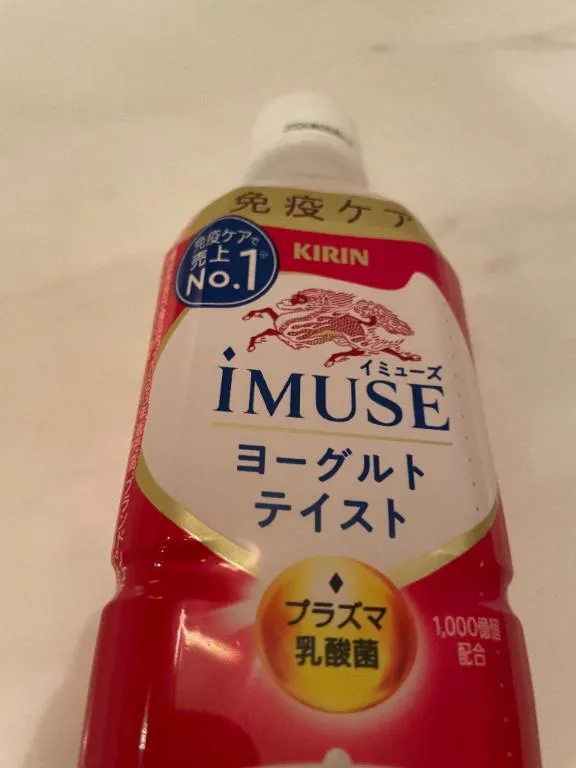 免疫ケア
免疫ケアで※
売上
No.1
KIRIN
イミューズ
iMUSE
ヨーグルト
テイスト
プラズマ
乳酸菌
1,000億個
配合